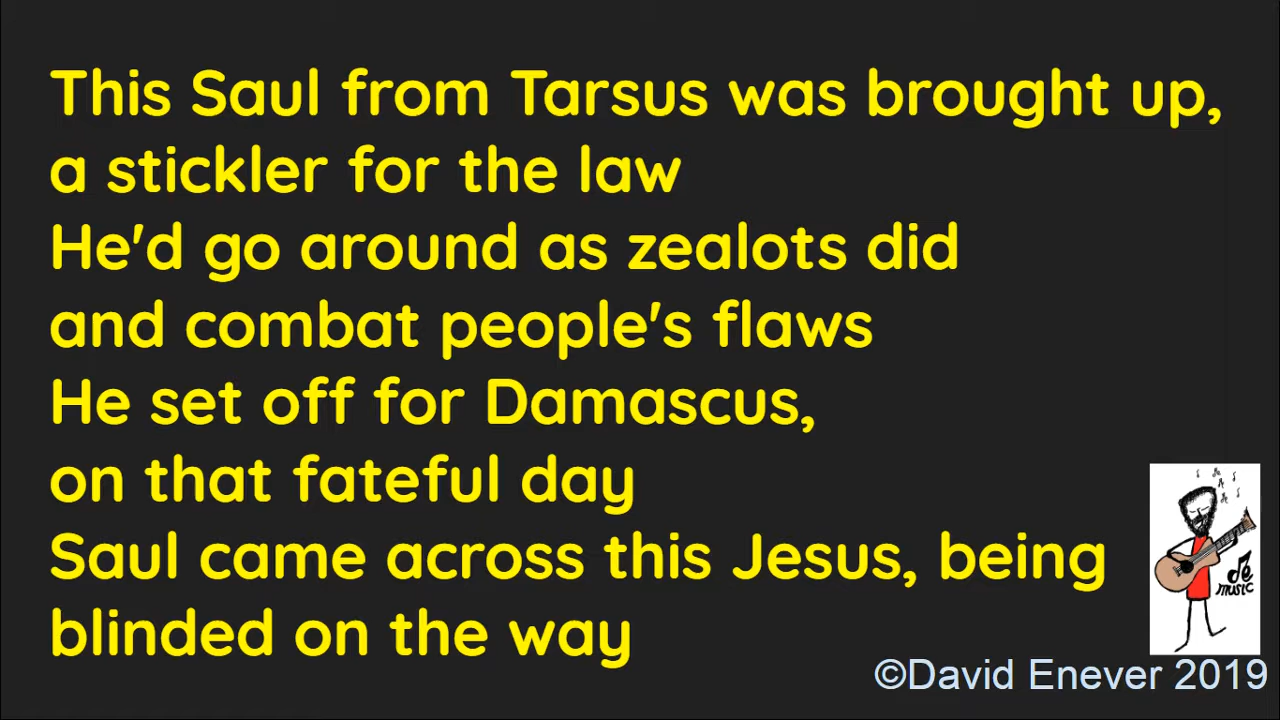 This Saul from Tarsus was brought up,
a stickler for the law
He'd go around as zealots did
and combat people's flaws
He set off for Damascus,
on that fateful day
Saul came across this Jesus, being
blinded on the way
de
music
©David Enever 2019